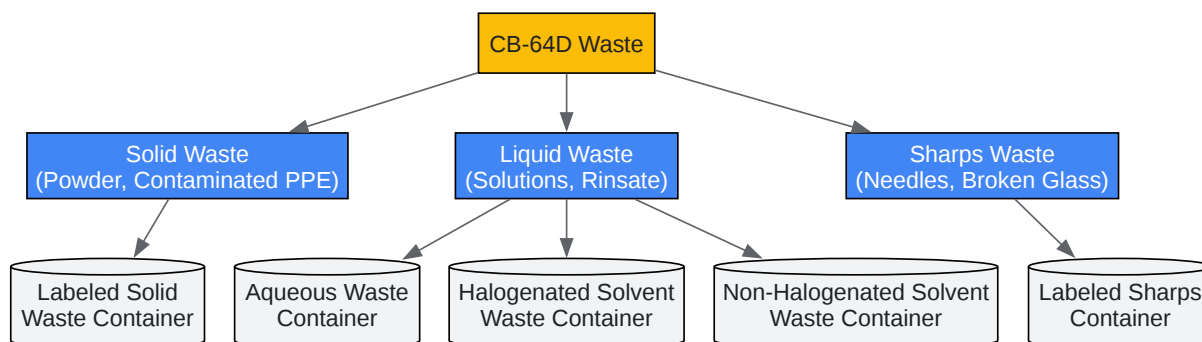 CB-64D Waste
Solid Waste
(Powder, Contaminated PPE)
Liquid Waste
(Solutions, Rinsate)
Sharps Waste
(Needles, Broken Glass)
Labeled Solid
Waste Container
Aqueous Waste
Container
Halogenated Solvent
Waste Container
Non-Halogenated Solvent
Waste Container
Labeled Sharps
Container